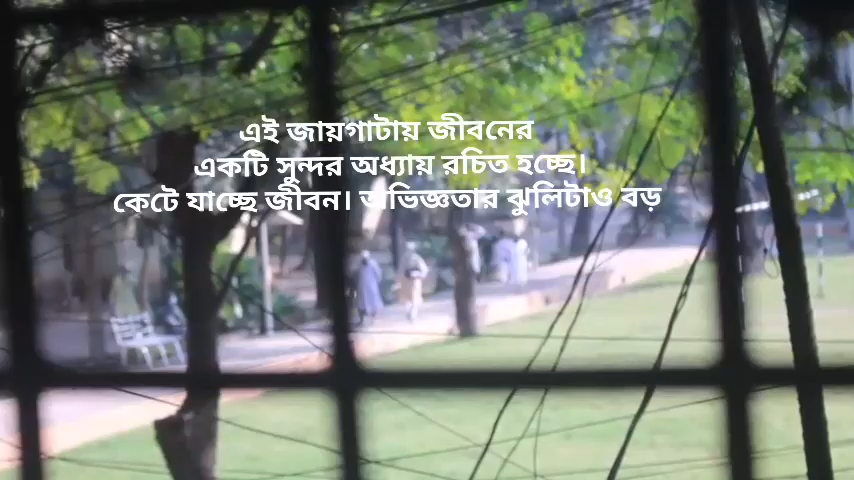 এই জায়গাটায় জীবনের
একটি সুন্দর অধ্যায় রচিত হচ্ছে।
কেটে যাচ্ছে জীবন। অভিজ্ঞতার ঝুলিটাও বড়